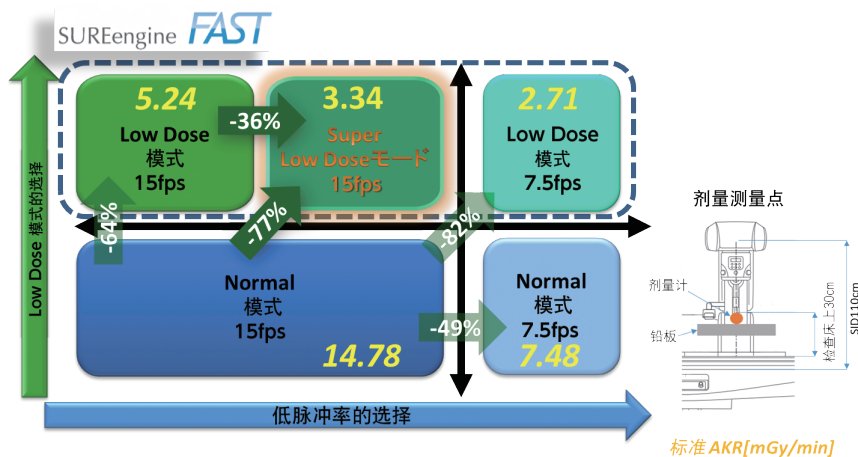 SUREengine FAST
5.24
Low Dose
模式
15fps
-36%
3.34
Super
Low Doseモード
15fps
2.71
Low Dose
模式
7.5fps
-64%
-77%
-82%
Normal
模式
15fps
14.78
-49%
Normal
模式
7.5fps
7.48
Low Dose 模式的选择
低脉冲率的选择
剂量测量点
剂量计
铅板
检查床上30cm
SID110cm
标准 AKR[mGy/min]